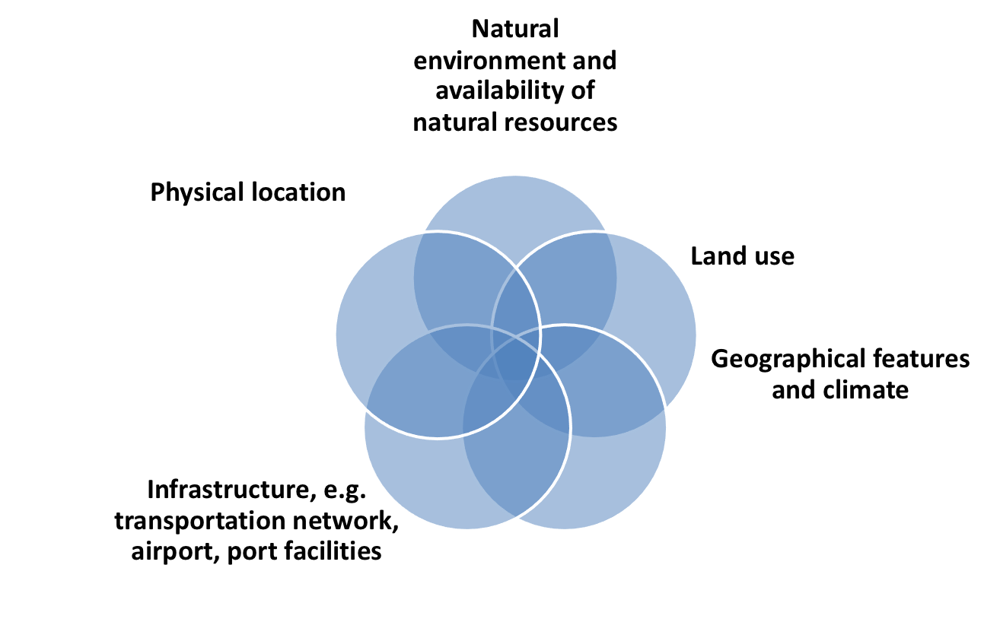 Natural
environment and
availability of
natural resources
Physical location
Land use
Geographical features
and climate
Infrastructure, e.g.
transportation network,
airport, port facilities